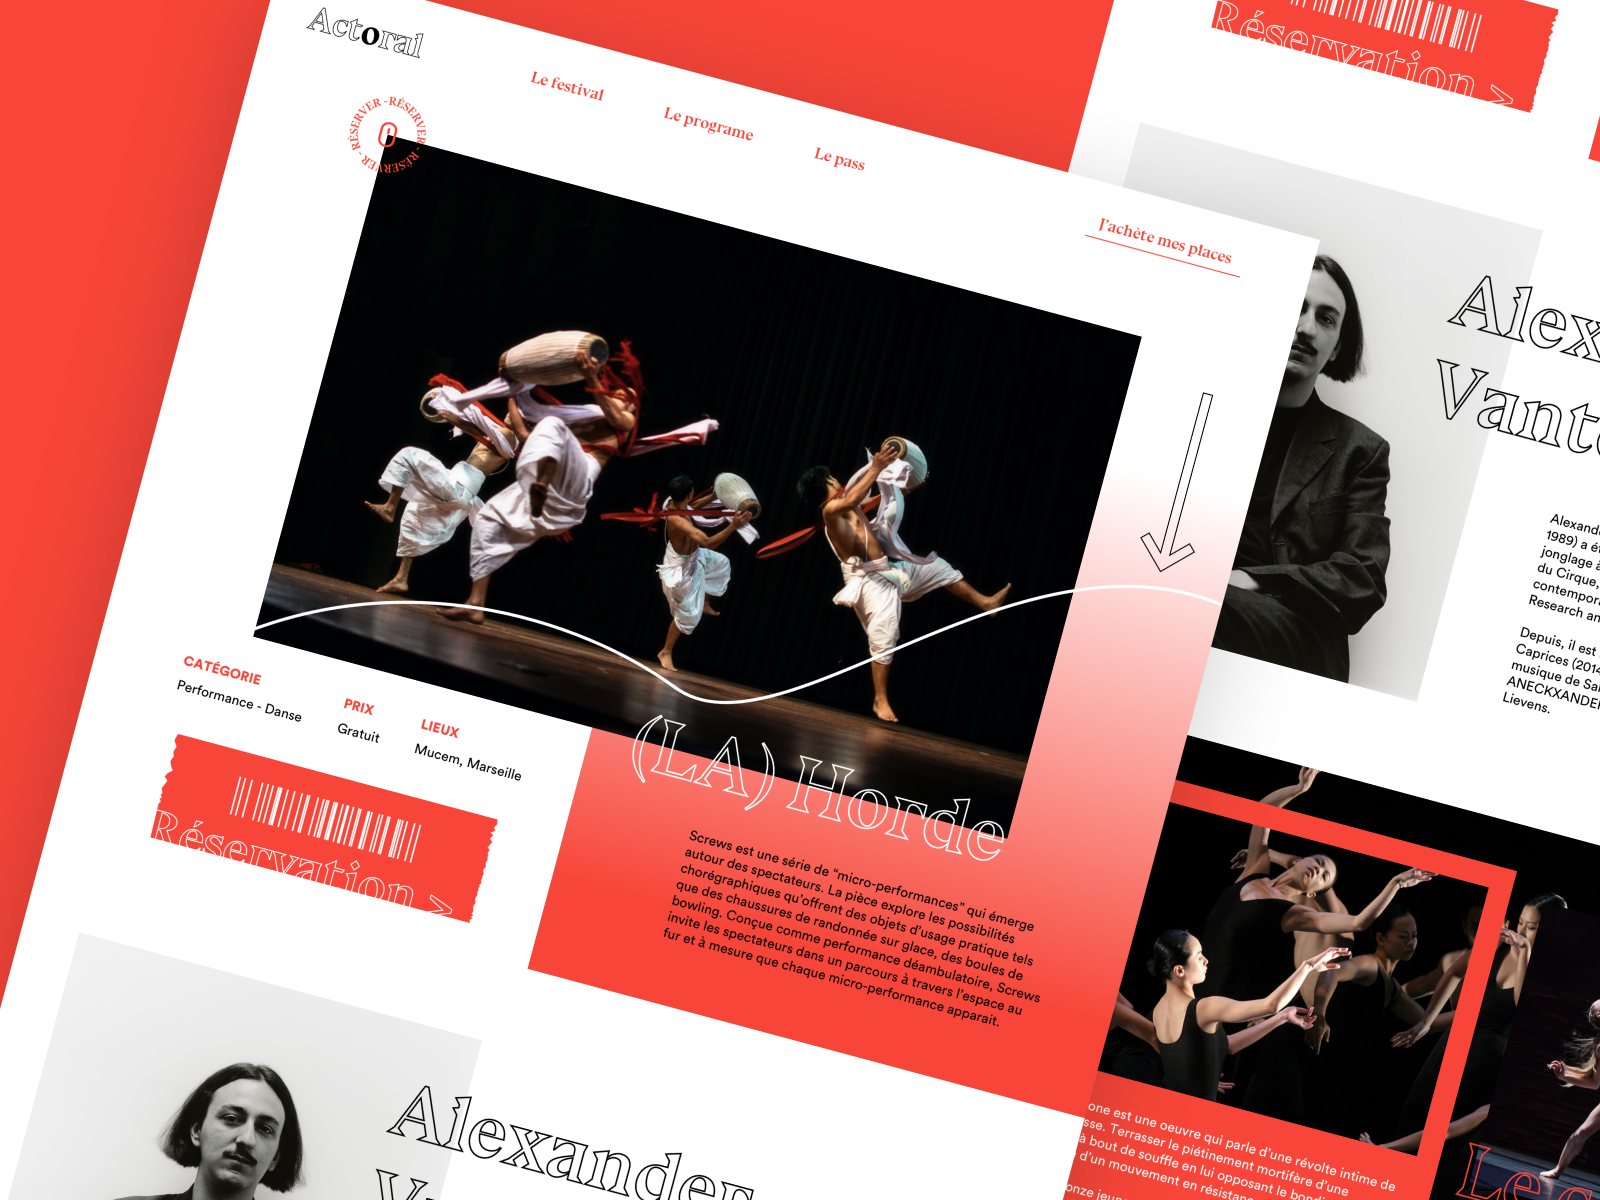 Actoral
Le festival
Le programe
Le pass
J'achète mes places
RÉSERVER - RÉSERVER - RÉSERVER - RÉSERVER -
CATÉGORIE
Performance - Danse
PRIX
Gratuit
LIEUX
Mucem, Marseille
Réservation >
(LA) Horde
Screws est une série de “micro-performances” qui émerge
autour des spectateurs. La pièce explore les possibilités
chorégraphiques qu'offrent des objets d'usage pratique tels
que des chaussures de randonnée sur glace, des boules de
bowling. Conçue comme performance déambulatoire, Screws
invite les spectateurs dans un parcours à travers l'espace au
fur et à mesure que chaque micro-performance apparait.
Alexander
Réservation >
Alex
Vant
Alexand
1989) a é
jonglage à
du Cirque,
contempora
Research an
Depuis, il est
Caprices (2014
musique de Sa
ANECKXANDE
Lievens.
one est une oeuvre qui parle d'une révolte intime de
sse. Terrasser le piétinement mortifère d'une
à bout de souffle en lui opposant le bondi
d'un mouvement en résistan
onze jeun
Le